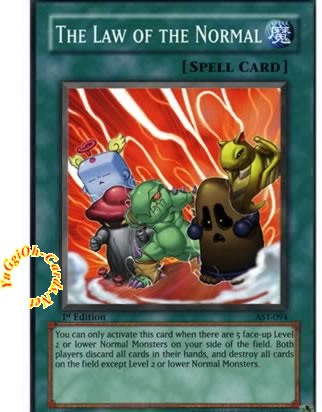 The Law of the Normal
魔
[Spell Card]
YuGgiOh-Cards.Net
1st Edition
AST-094
You can only activate this card when there are 5 face-up Level
2 or lower Normal Monsters on your side of the field. Both
players discard all cards in their hands, and destroy all cards
on the field except Level 2 or lower Normal Monsters.